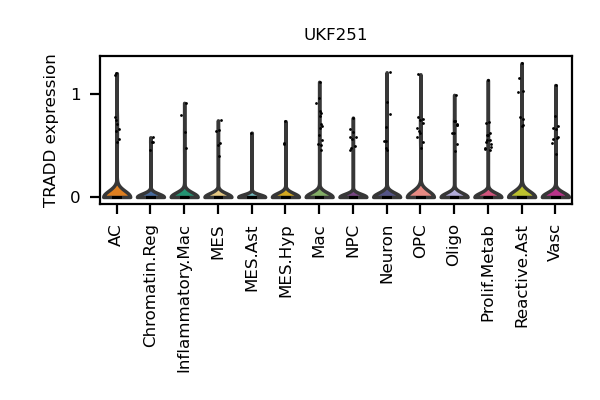 UKF251
TRADD expression
1
0
AC
Chromatin.Reg
Inflammatory.Mac
MES
MES.Ast
MES.Hyp
Mac
NPC
Neuron
OPC
Oligo
Prolif.Metab
Reactive.Ast
Vasc